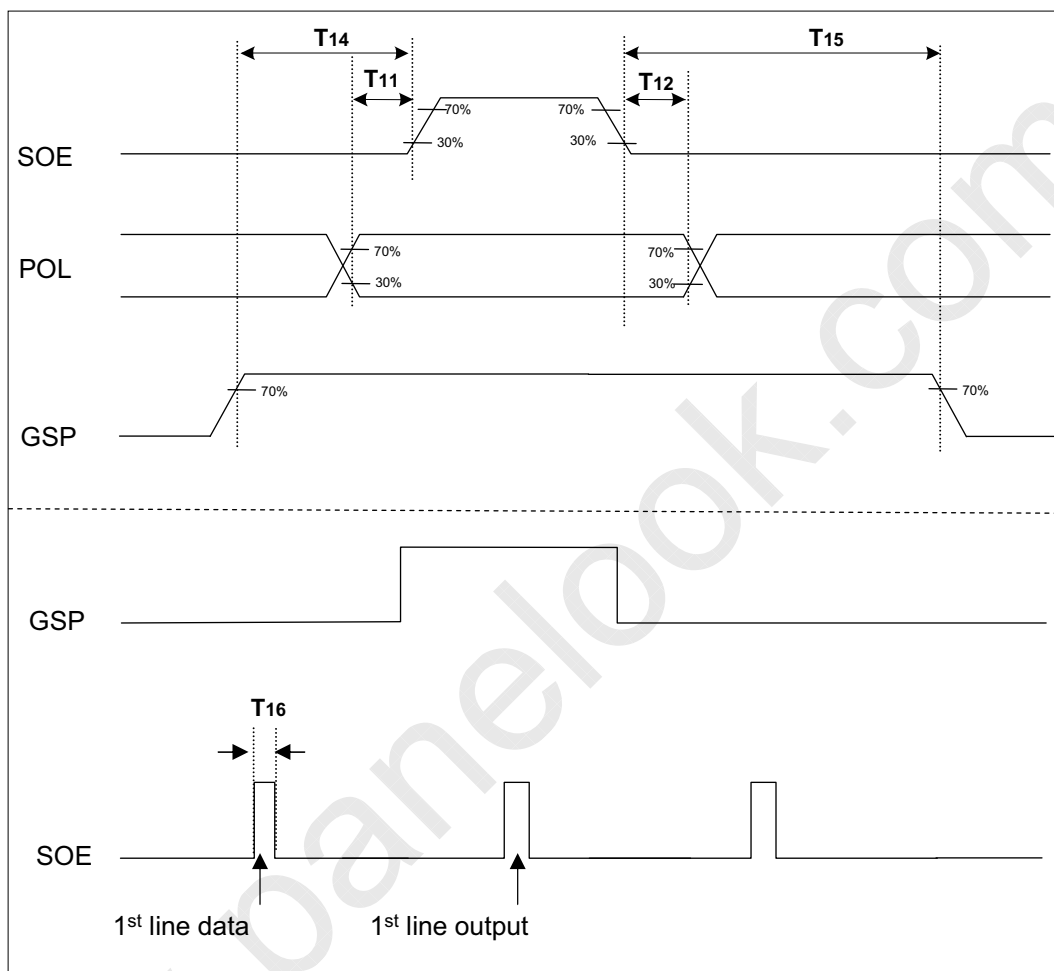 T14
T15
T11
T12
70%
70%
SOE
30%
30%
POL
70%
70%
30%
30%
GSP
70%
70%
GSP
T16
SOE
1st line data
1st line output
panelook.com